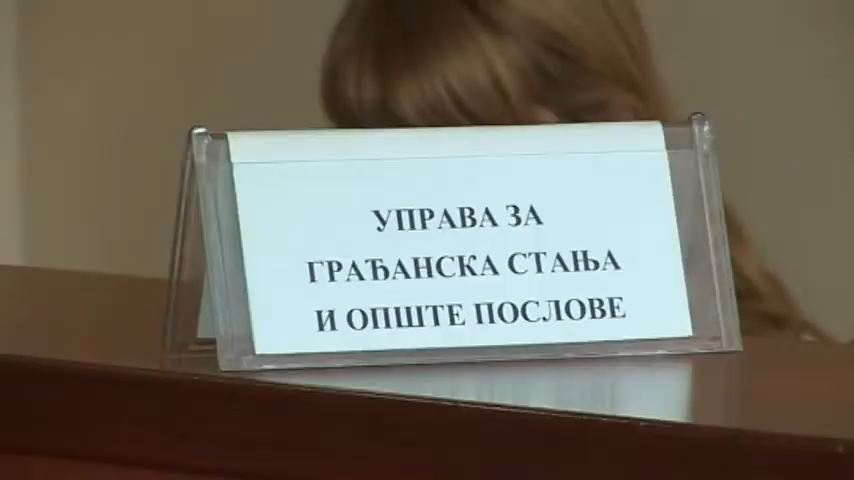 УПРАВА ЗА
ГРАЂАНСКА СТАЊА
И ОПШТЕ ПОСЛОВЕ